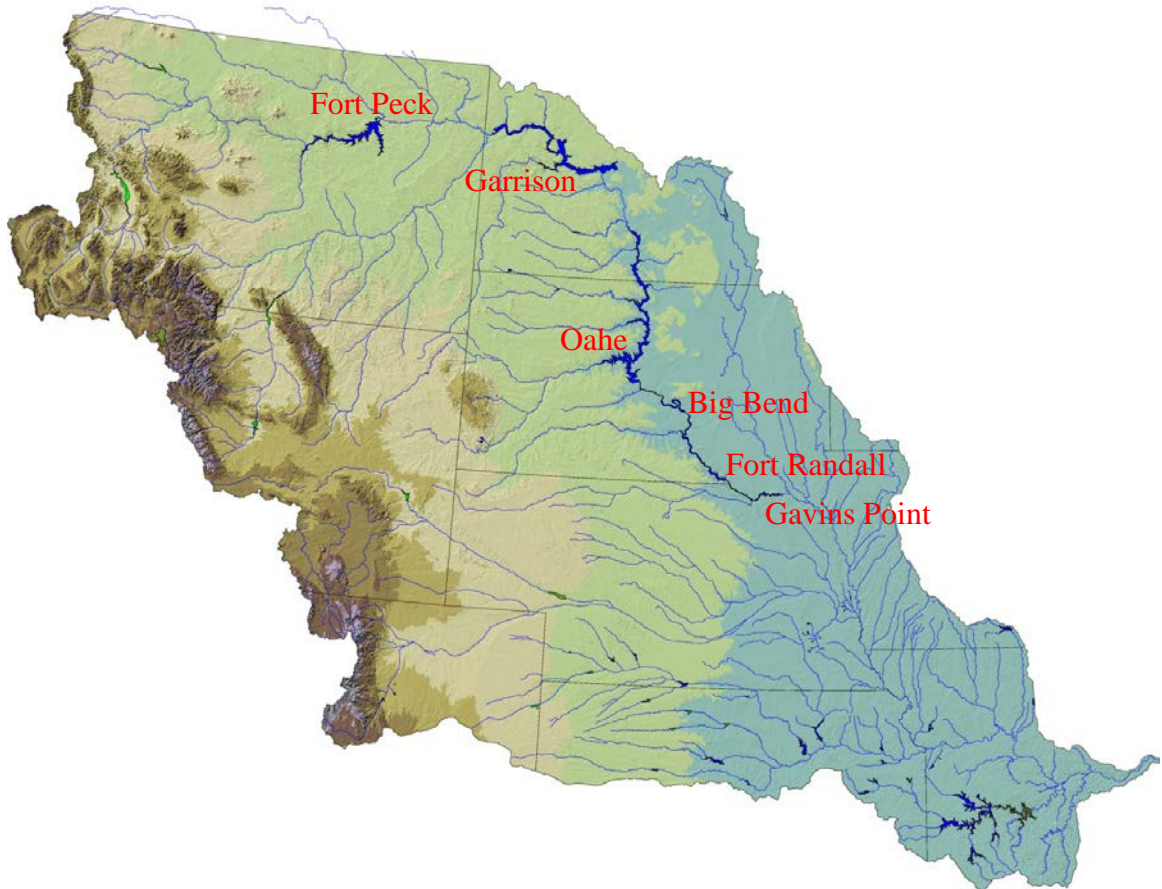 Fort Peck
Garrison
Oahe
Big Bend
Fort Randall
Gavins Point